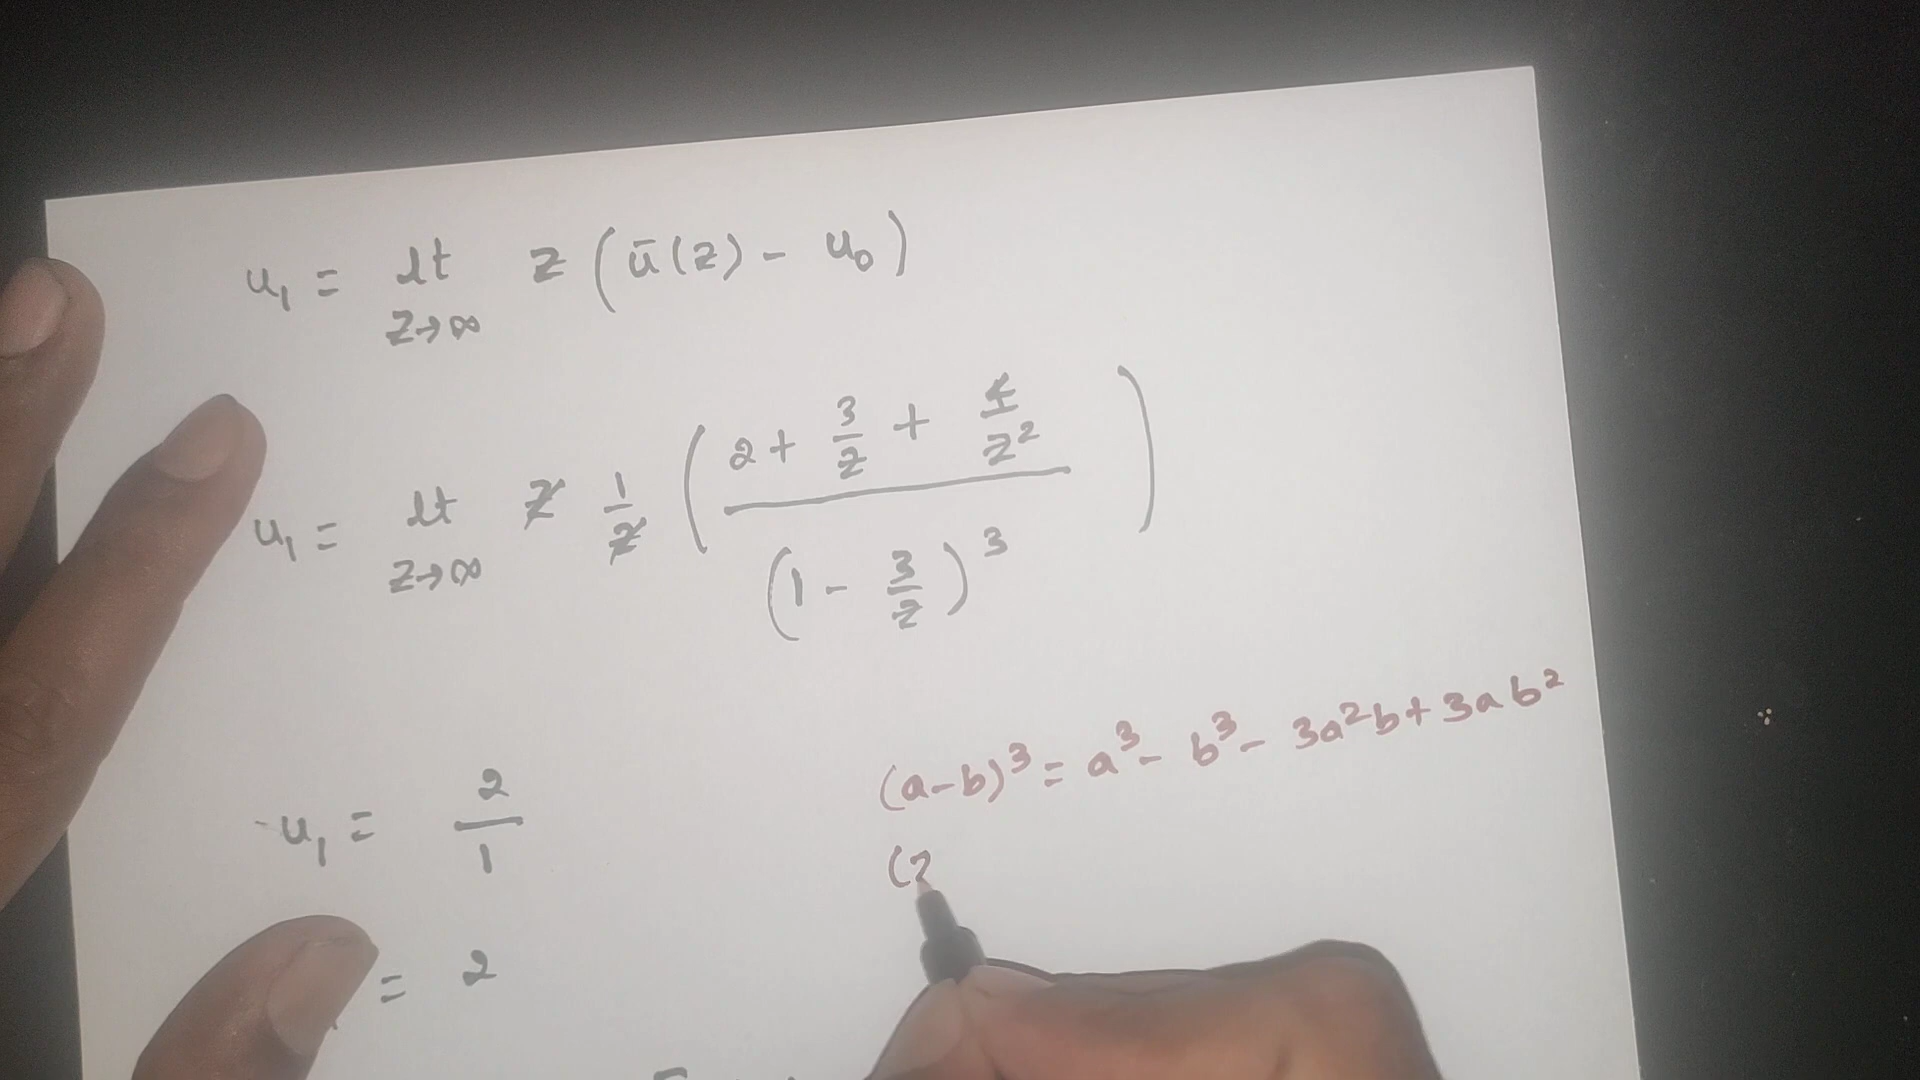 u₁ = lt z→∞ z (ū(z) - u₀)
u₁ = lt z→∞ z 1/z ((2 + 3/z + 4/z²) / (1 - 3/z)³)
u₁ = 2/1
(a-b)³ = a³ - b³ - 3a²b + 3ab²
(z
= 2